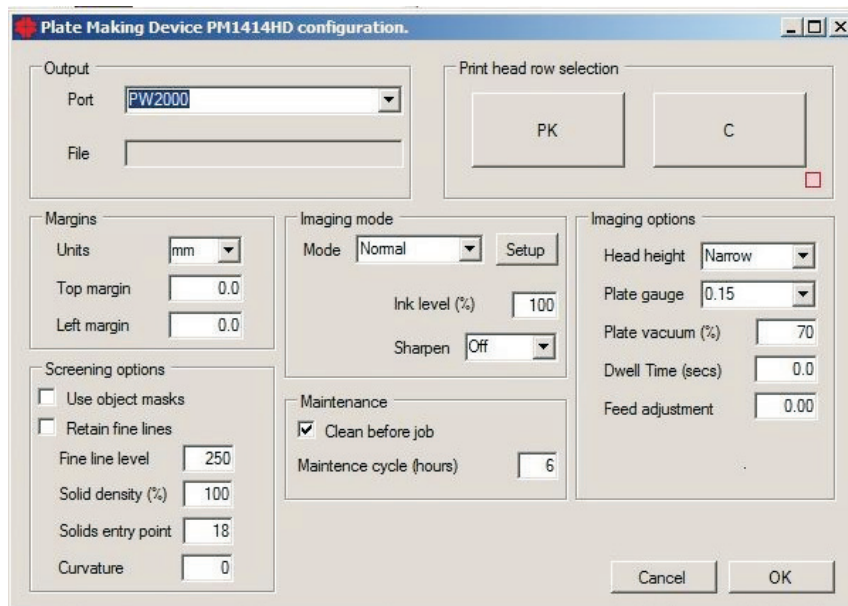 Plate Making Device PM1414HD configuration.
Output
Port PW2000
File
Print head row selection
PK C
Margins
Units mm
Top margin 0.0
Left margin 0.0
Imaging mode
Mode Normal Setup
Ink level (%) 100
Sharpen Off
Imaging options
Head height Narrow
Plate gauge 0.15
Plate vacuum (%) 70
Dwell Time (secs) 0.0
Feed adjustment 0.00
Screening options
Use object masks
Retain fine lines
Fine line level 250
Solid density (%) 100
Solids entry point 18
Curvature 0
Maintenance
Clean before job
Maintence cycle (hours) 6
Cancel OK